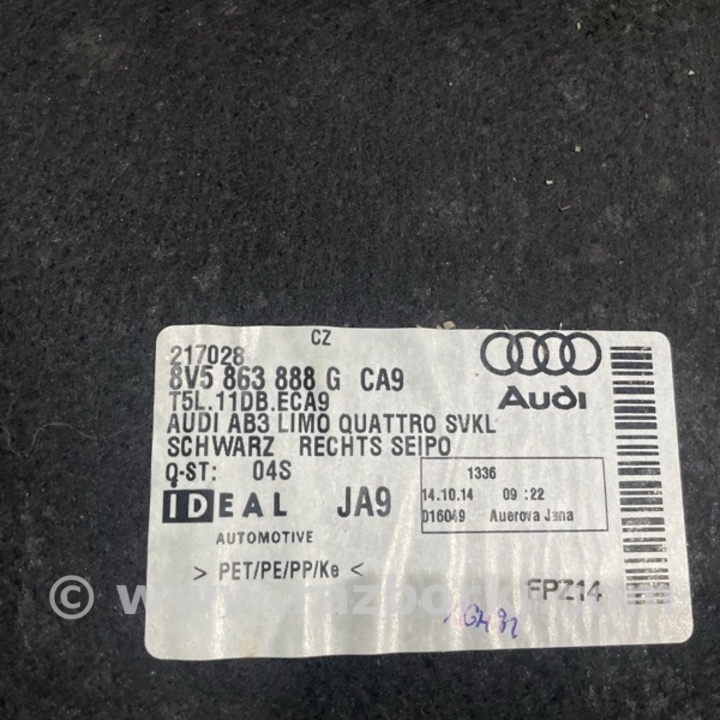 CZ
217028
8V5 863 888 G CA9
T5L.11DB.ECA9
AUDI AB3 LIMO QUATTRO SVKL
SCHWARZ RECHTS SEIPO
Q-ST: 04S
Audi
IDEAL JA9
AUTOMOTIVE
1336
14.10.14 09:22
016049 Auerova Jana
> PET/PE/PP/Ke <
FPZ14
©